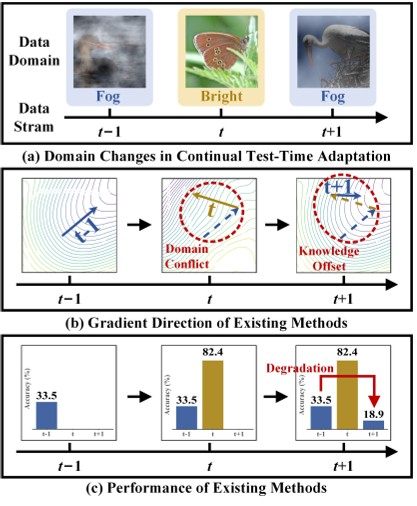 Data
Domain
Fog
Bright
Fog
Data
Stram
t−1
t
t+1
(a) Domain Changes in Continual Test-Time Adaptation
t-1
t
Domain
Conflict
t+1
Knowledge
Offset
t−1
t
t+1
(b) Gradient Direction of Existing Methods
Accuracy (%)
33.5
t-1
t
t+1
Accuracy (%)
82.4
33.5
t-1
t
t+1
Accuracy (%)
82.4
Degradation
33.5
18.9
t-1
t
t+1
t−1
t
t+1
(c) Performance of Existing Methods